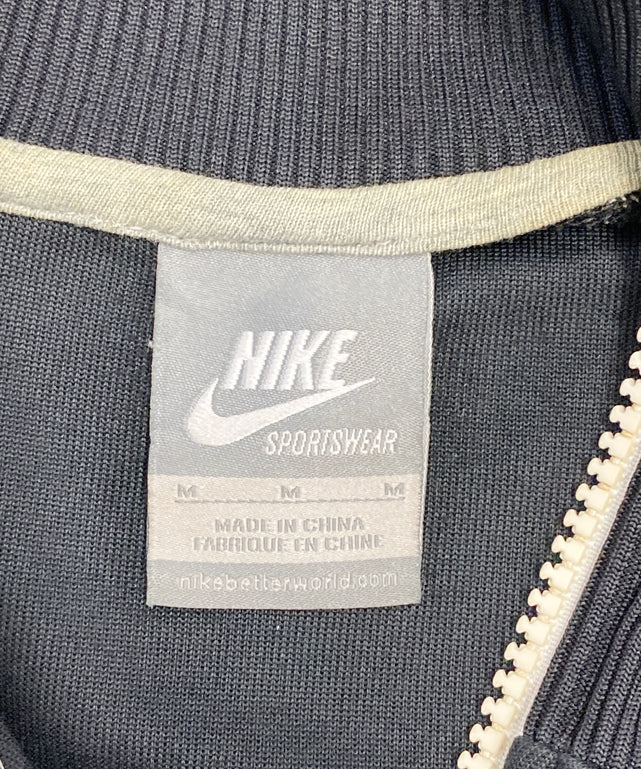 NIKE
SPORTSWEAR
M M M
MADE IN CHINA
FABRIQUE EN CHINE
nikebetterworld.com